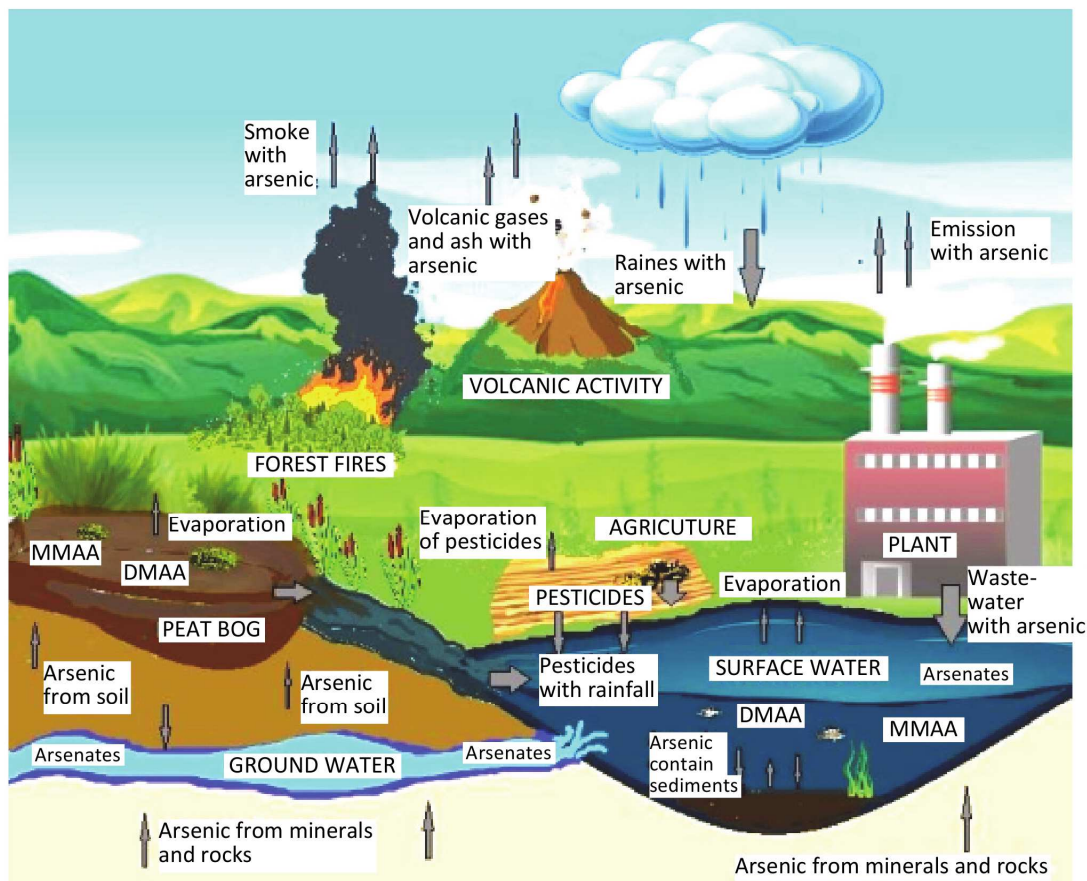 Smoke
with
arsenic
Volcanic gases
and ash with
arsenic
Raines with
arsenic
Emission
with arsenic
VOLCANIC ACTIVITY
FOREST FIRES
Evaporation
MMAA
DMAA
PEAT BOG
Evaporation
of pesticides
AGRICUTURE
PESTICIDES
PLANT
Evaporation
Waste-
water
with arsenic
Pesticides
with rainfall
SURFACE WATER
Arsenates
Arsenic
from soil
Arsenic
from soil
DMAA
MMAA
Arsenates
GROUND WATER
Arsenates
Arsenic
contain
sediments
Arsenic from minerals
and rocks
Arsenic from minerals and rocks